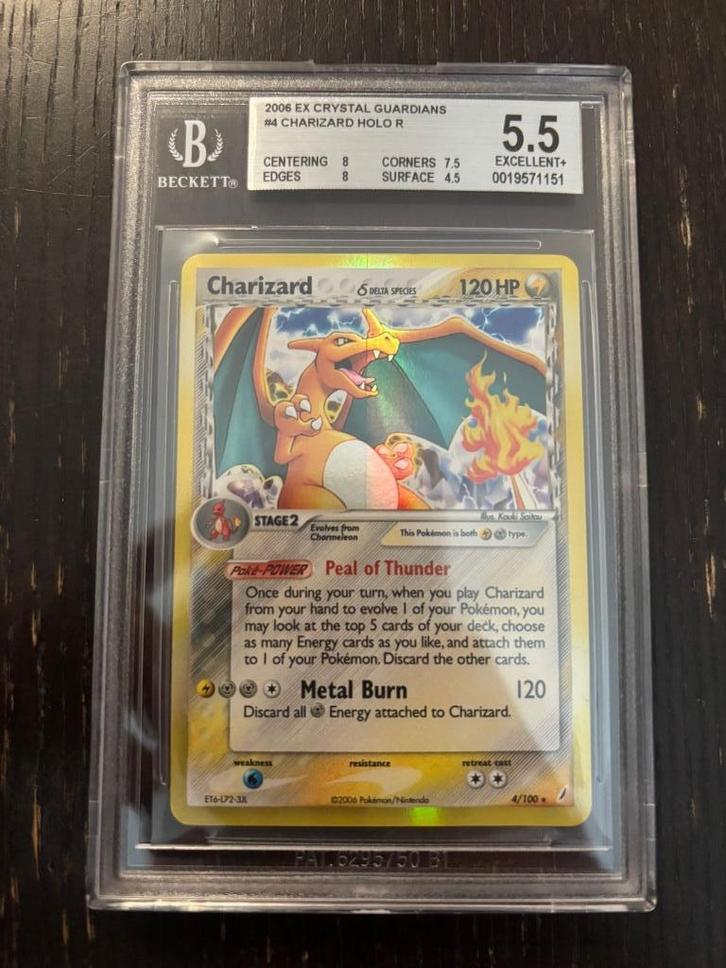 2006 EX CRYSTAL GUARDIANS
#4 CHARIZARD HOLO R
5.5
EXCELLENT+
CENTERING 8 CORNERS 7.5
EDGES 8 SURFACE 4.5
0019571151
B
BECKETT®
Charizard δ DELTA SPECIES 120 HP
Illus. Kouki Saitou
STAGE2 Evolves from
Charmeleon
This Pokémon is both type.
Poké-POWER Peal of Thunder
Once during your turn, when you play Charizard
from your hand to evolve 1 of your Pokémon, you
may look at the top 5 cards of your deck, choose
as many Energy cards as you like, and attach them
to 1 of your Pokémon. Discard the other cards.
Metal Burn 120
Discard all Energy attached to Charizard.
weakness resistance retreat cost
©2006 Pokémon/Nintendo 4/100 ★